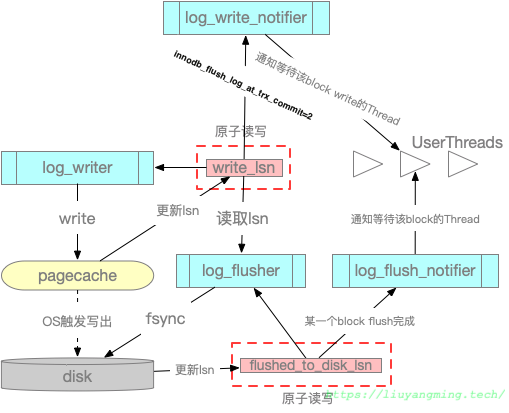 log_write_notifier
innodb_flush_log_at_trx_commit=2
通知等待该block write的Thread
原子读写
UserThreads
log_writer
write_lsn
write
更新lsn
读取lsn
通知等待该block的Thread
pagecache
log_flusher
log_flush_notifier
OS触发写出
fsync
某一个block flush完成
disk
更新lsn
flushed_to_disk_lsn
原子读写
https://liuyangming.tech/